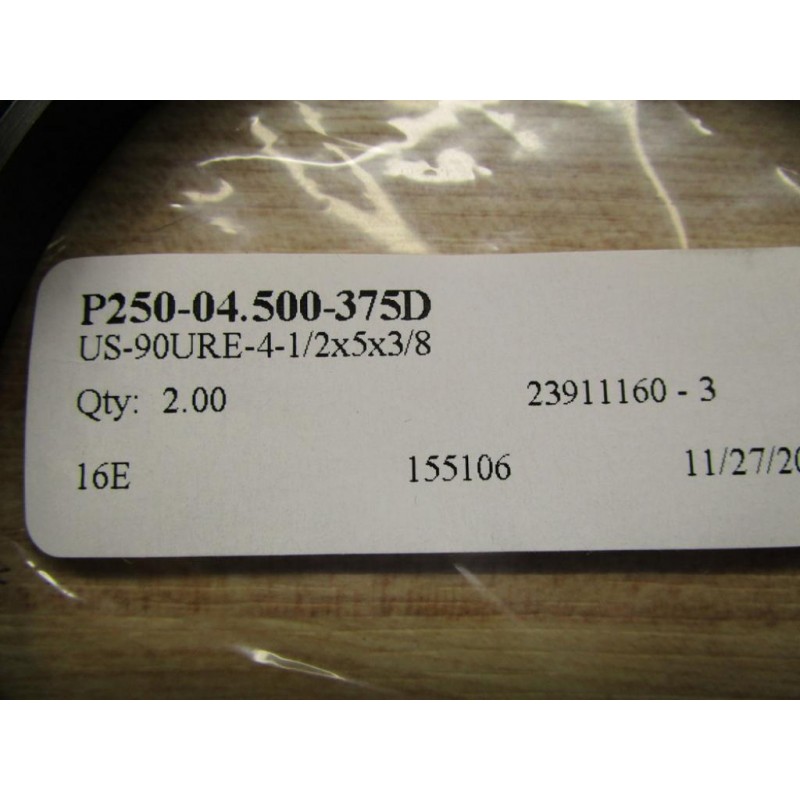 P250-04.500-375D
US-90URE-4-1/2x5x3/8
Qty: 2.00 23911160 - 3
16E 155106 11/27/20